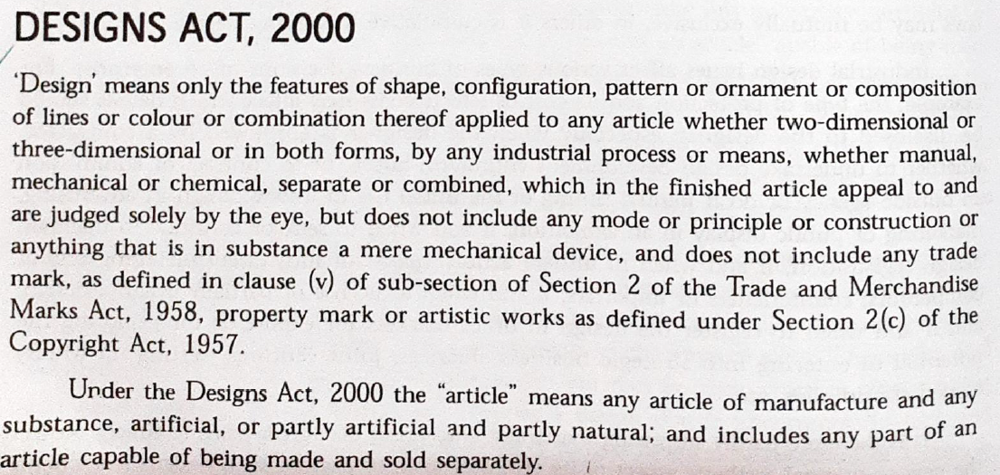 DESIGNS ACT, 2000
'Design' means only the features of shape, configuration, pattern or ornament or composition
of lines or colour or combination thereof applied to any article whether two-dimensional or
three-dimensional or in both forms, by any industrial process or means, whether manual,
mechanical or chemical, separate or combined, which in the finished article appeal to and
are judged solely by the eye, but does not include any mode or principle or construction or
anything that is in substance a mere mechanical device, and does not include any trade
mark, as defined in clause (v) of sub-section of Section 2 of the Trade and Merchandise
Marks Act, 1958, property mark or artistic works as defined under Section 2(c) of the
Copyright Act, 1957.
Under the Designs Act, 2000 the "article" means any article of manufacture and any
substance, artificial, or partly artificial and partly natural; and includes any part of an
article capable of being made and sold separately.